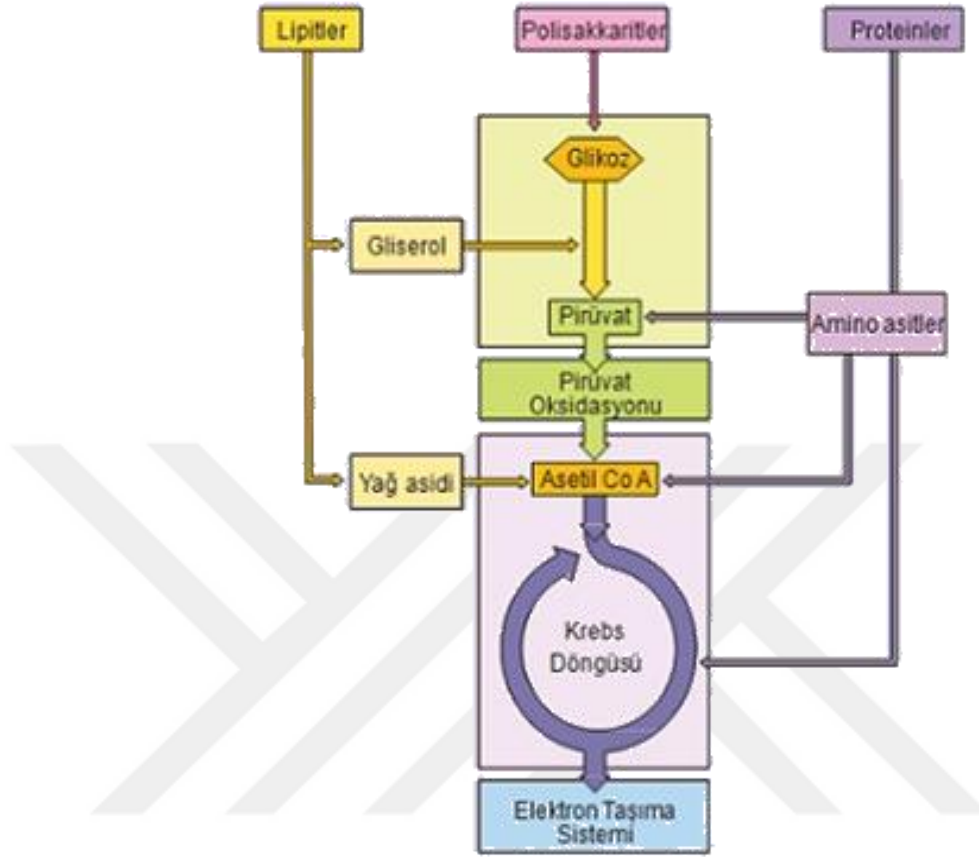 Lipitler
Polisakkaritler
Proteinler
Glikoz
Gliserol
Pirüvat
Amino asitler
Pirüvat
Oksidasyonu
Yağ asidi
Asetil Co A
Krebs
Döngüsü
Elektron Taşıma
Sistemi